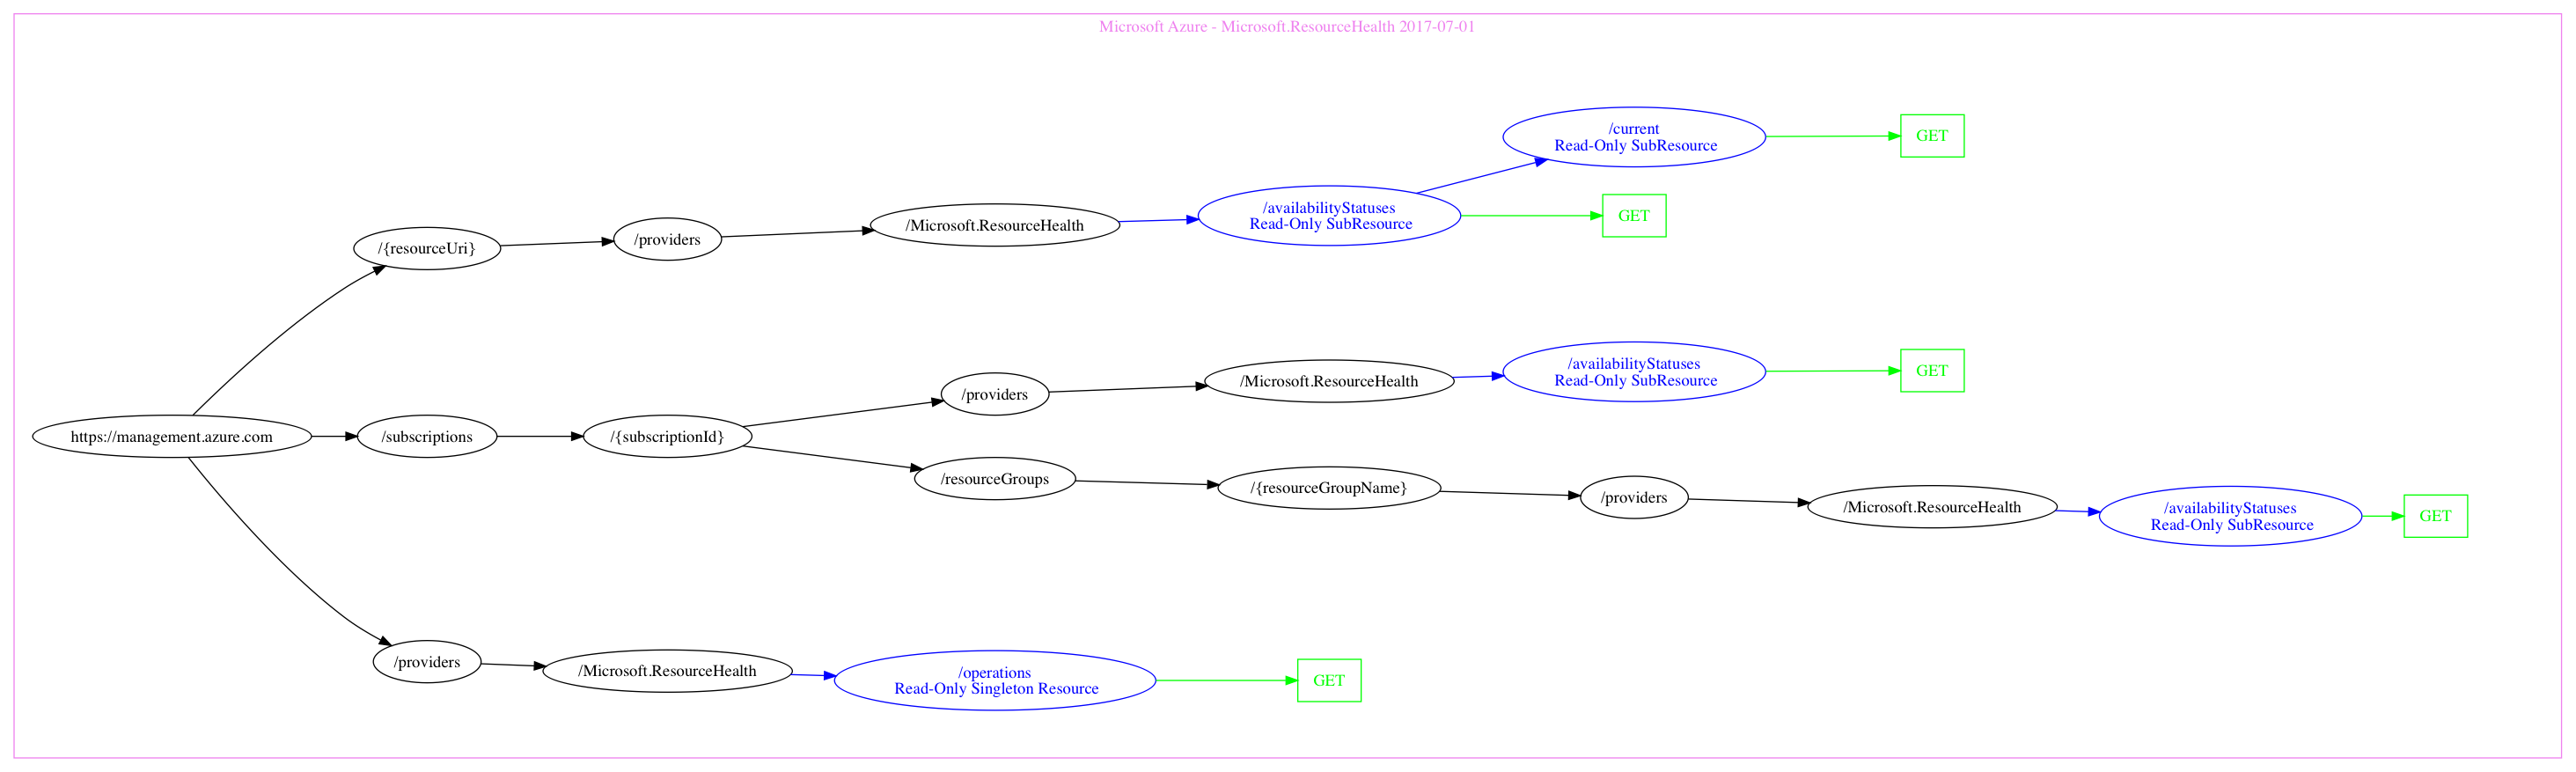 Microsoft Azure - Microsoft.ResourceHealth 2017-07-01
/current
Read-Only SubResource
GET
/availabilityStatuses
Read-Only SubResource
GET
/{resourceUri}
/providers
/Microsoft.ResourceHealth
/providers
/Microsoft.ResourceHealth
/availabilityStatuses
Read-Only SubResource
GET
https://management.azure.com
/subscriptions
/{subscriptionId}
/resourceGroups
/{resourceGroupName}
/providers
/Microsoft.ResourceHealth
/availabilityStatuses
Read-Only SubResource
GET
/providers
/Microsoft.ResourceHealth
/operations
Read-Only Singleton Resource
GET